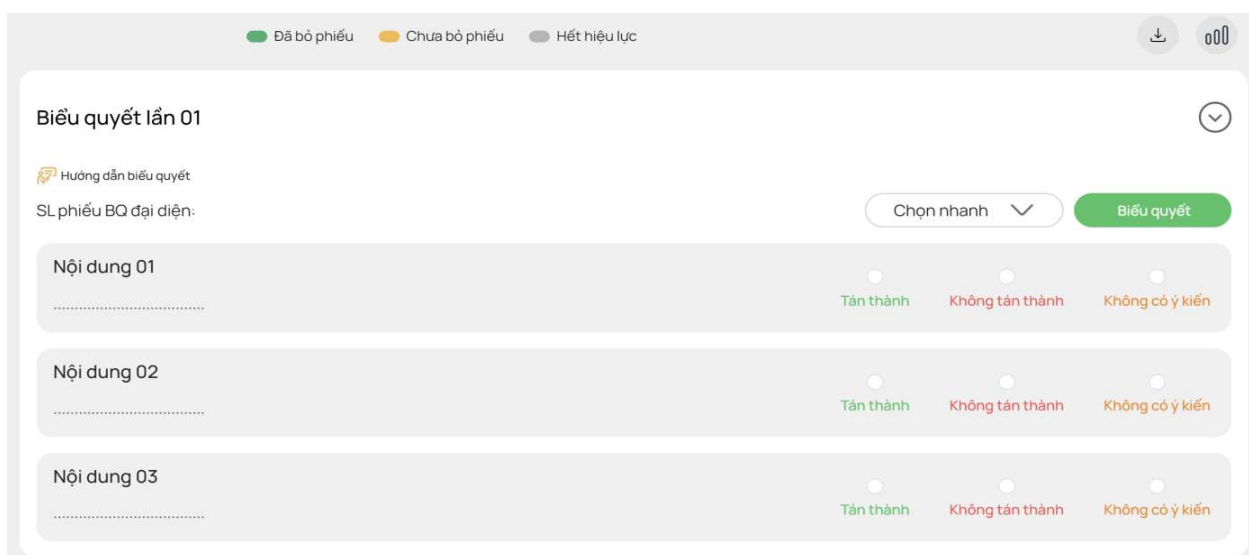 Đã bỏ phiếu Chưa bỏ phiếu Hết hiệu lực
Biểu quyết lần 01
Hướng dẫn biểu quyết
SL phiếu BQ đại diện:
Chọn nhanh
Biểu quyết
Nội dung 01
....................................
Tán thành Không tán thành Không có ý kiến
Nội dung 02
....................................
Tán thành Không tán thành Không có ý kiến
Nội dung 03
....................................
Tán thành Không tán thành Không có ý kiến